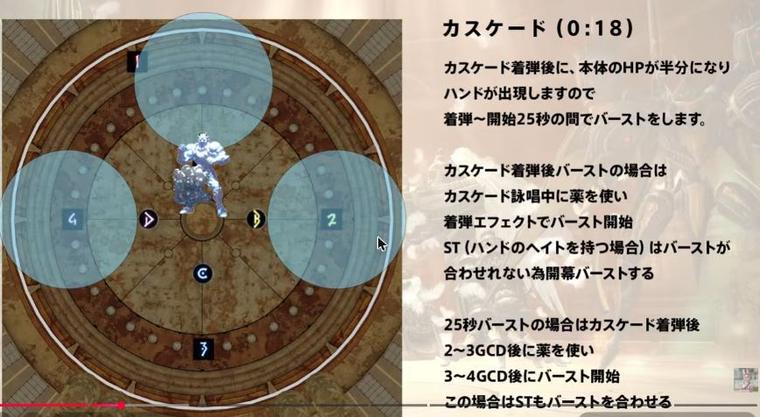 カスケード(0:18)
カスケード着弾後に、本体のHPが半分になり
ハンドが出現しますので
着弾～開始25秒の間でバーストをします。
カスケード着弾後バーストの場合は
カスケード詠唱中に薬を使い
着弾エフェクトでバースト開始
ST(ハンドのヘイトを持つ場合)はバーストが
合わせれない為開幕バーストする
25秒バーストの場合はカスケード着弾後
2~3GCD後に薬を使い
3~4GCD後にバースト開始
この場合はSTもバーストを合わせる
1
4
D
B
2
C
3